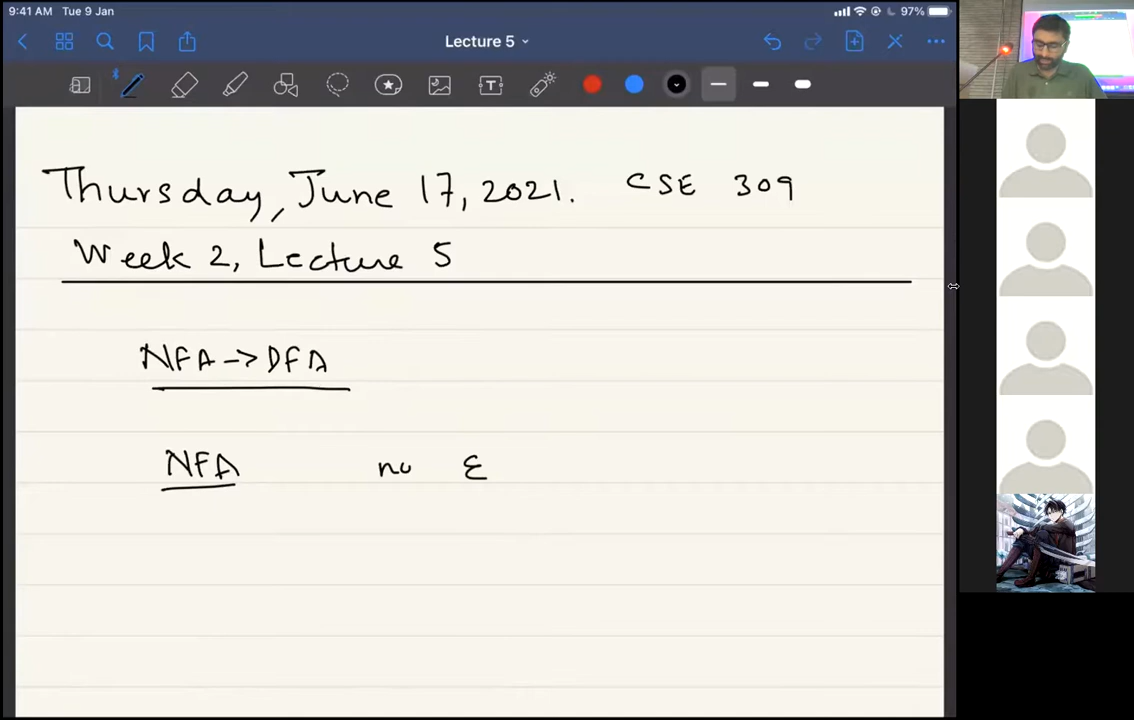 9:41 AM Tue 9 Jan 97%
Lecture 5
Thursday, June 17, 2021. CSE 309
Week 2, Lecture 5
NFA → DFA
NFA no ε